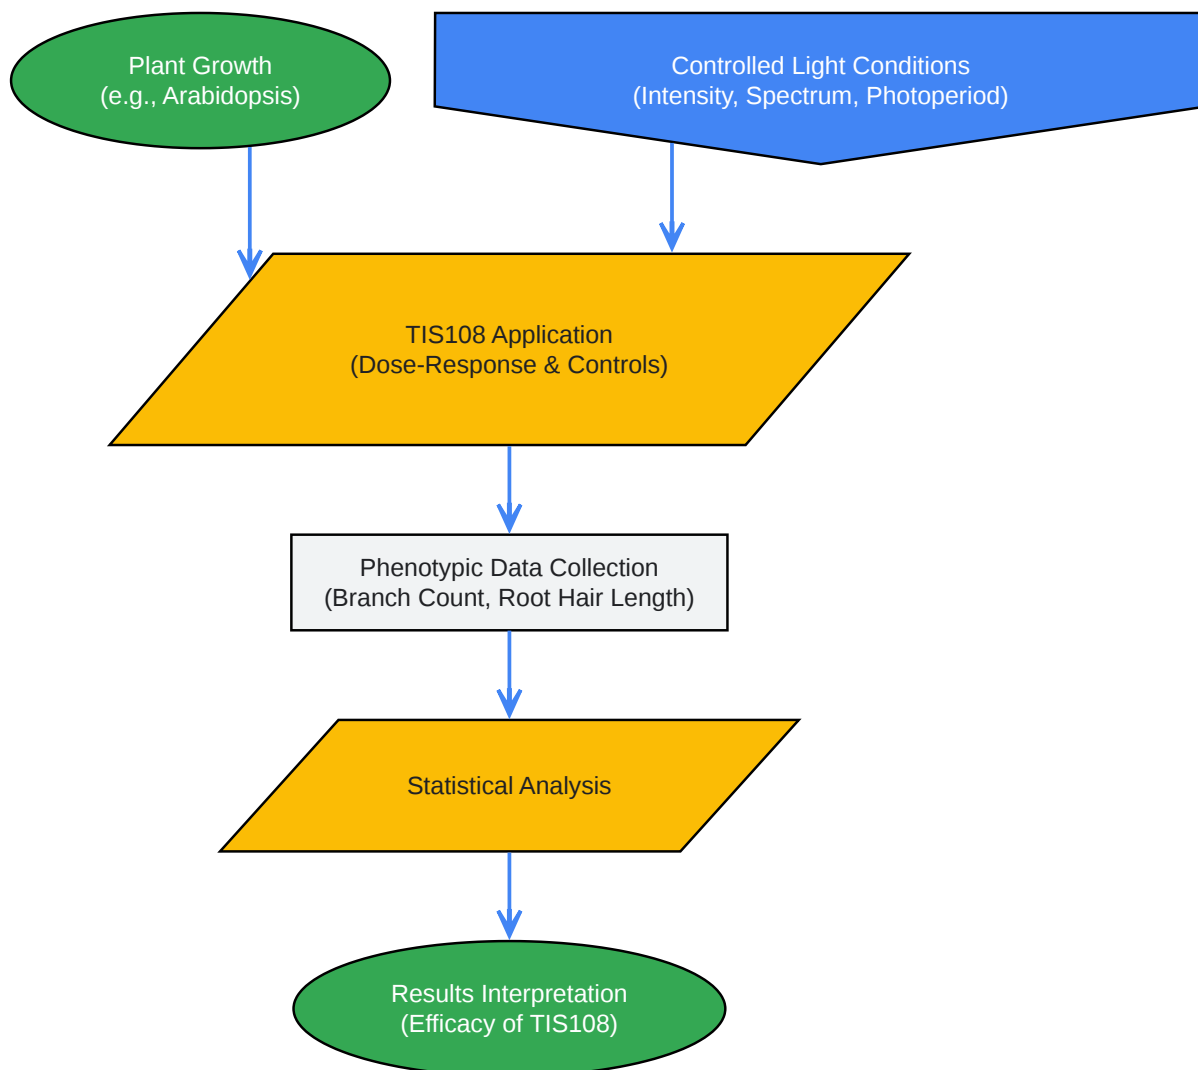 Plant Growth
(e.g., Arabidopsis)
Controlled Light Conditions
(Intensity, Spectrum, Photoperiod)
TIS108 Application
(Dose-Response & Controls)
Phenotypic Data Collection
(Branch Count, Root Hair Length)
Statistical Analysis
Results Interpretation
(Efficacy of TIS108)